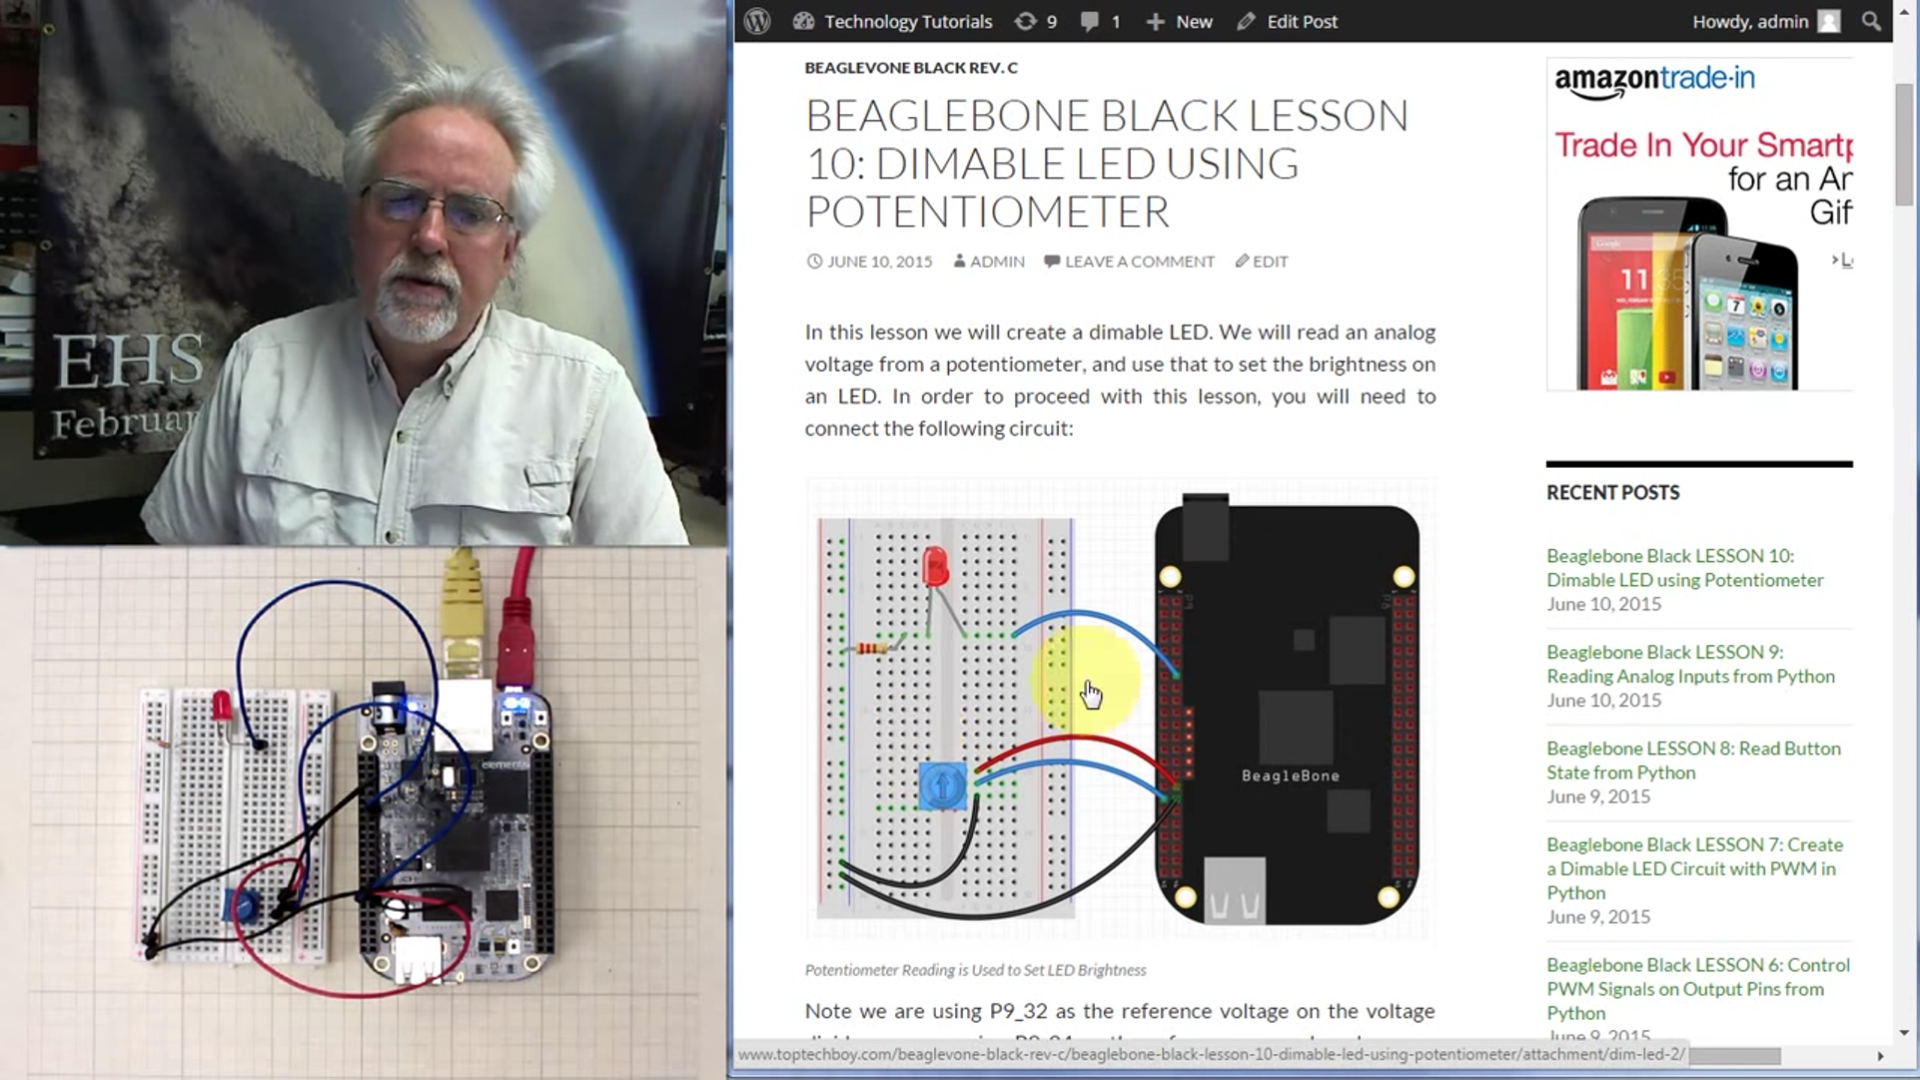 Technology Tutorials 9 1 New Edit Post Howdy, admin
BEAGLEVONE BLACK REV. C
BEAGLEBONE BLACK LESSON
10: DIMABLE LED USING
POTENTIOMETER
JUNE 10, 2015 ADMIN LEAVE A COMMENT EDIT
In this lesson we will create a dimable LED. We will read an analog
voltage from a potentiometer, and use that to set the brightness on
an LED. In order to proceed with this lesson, you will need to
connect the following circuit:
BeagleBone
Potentiometer Reading is Used to Set LED Brightness
Note we are using P9_32 as the reference voltage on the voltage
www.toptechboy.com/beaglevone-black-rev-c/beaglebone-black-lesson-10-dimable-led-using-potentiometer/attachment/dim-led-2/
amazontrade-in
Trade In Your Smartp
for an Am
Gif
RECENT POSTS
Beaglebone Black LESSON 10:
Dimable LED using Potentiometer
June 10, 2015
Beaglebone Black LESSON 9:
Reading Analog Inputs from Python
June 10, 2015
Beaglebone LESSON 8: Read Button
State from Python
June 9, 2015
Beaglebone Black LESSON 7: Create
a Dimable LED Circuit with PWM in
Python
June 9, 2015
Beaglebone Black LESSON 6: Control
PWM Signals on Output Pins from
Python
June 9, 2015
EHS
Februar